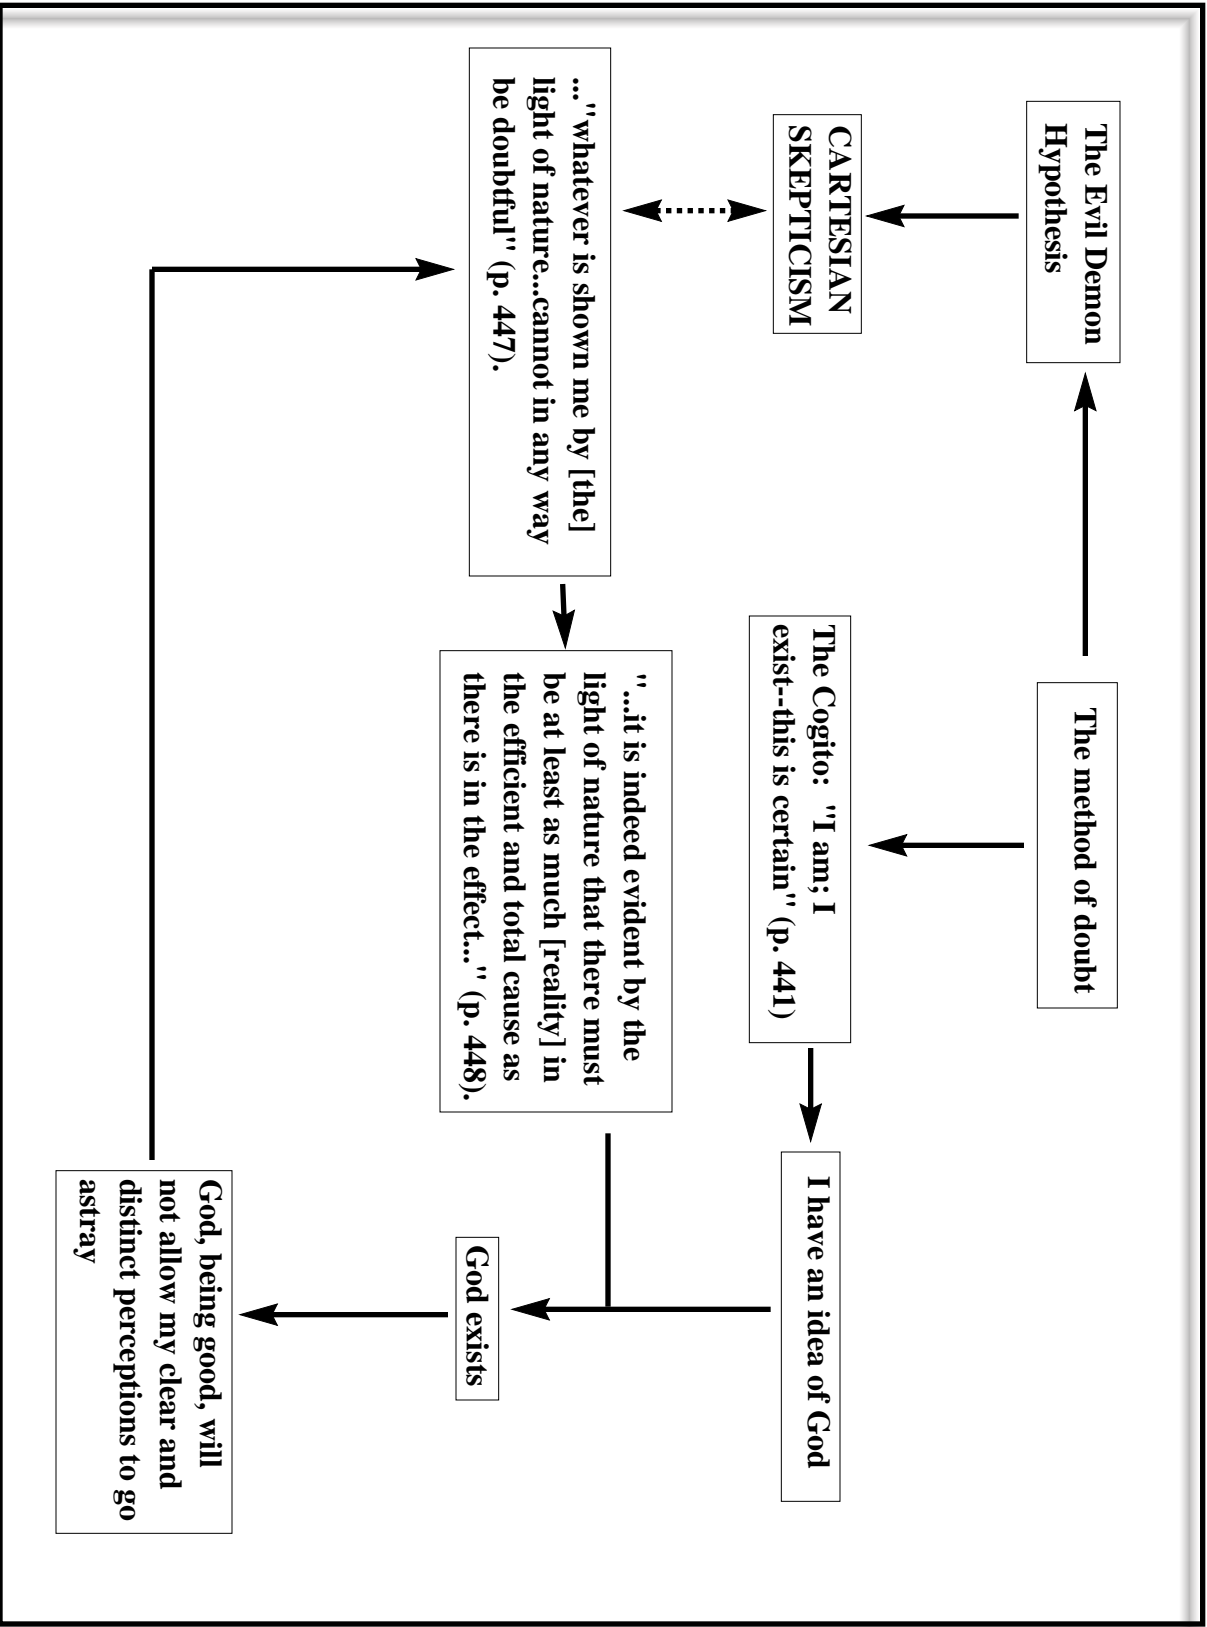 The method of doubt
The Evil Demon
Hypothesis
CARTESIAN
SKEPTICISM
The Cogito:  "I am; I
exist--this is certain" (p. 441)
I have an idea of God
..."whatever is shown me by [the]
light of nature...cannot in any way
be doubtful" (p. 447).
"...it is indeed evident by the
light of nature that there must
be at least as much [reality] in
the efficient and total cause as
there is in the effect..." (p. 448).
God exists
God, being good, will
not allow my clear and
distinct perceptions to go
astray